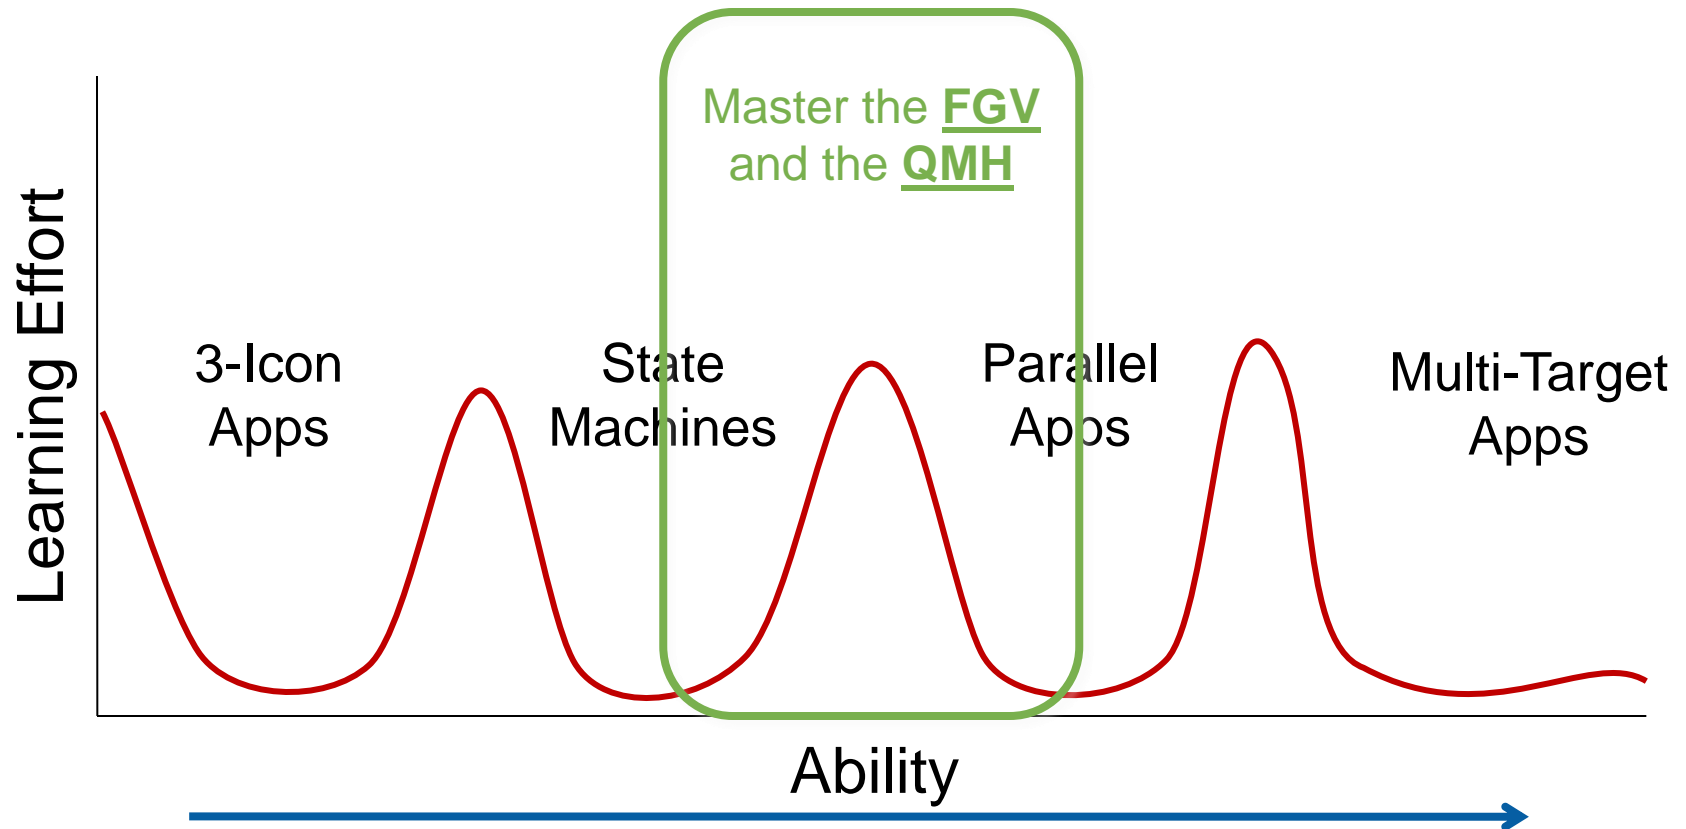 Master the FGV
and the QMH
Learning Effort
3-Icon
Apps
State
Machines
Parallel
Apps
Multi-Target
Apps
Ability